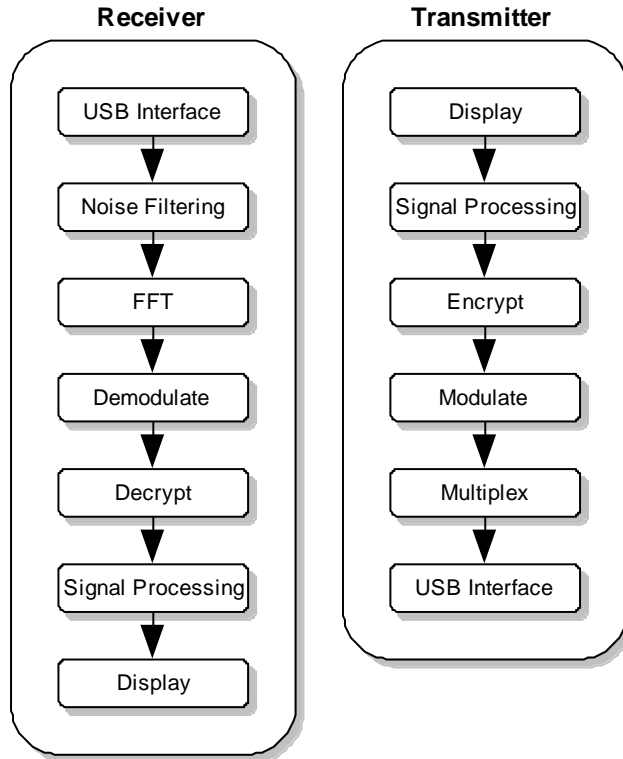 Receiver
USB Interface
Noise Filtering
FFT
Demodulate
Decrypt
Signal Processing
Display
Transmitter
Display
Signal Processing
Encrypt
Modulate
Multiplex
USB Interface